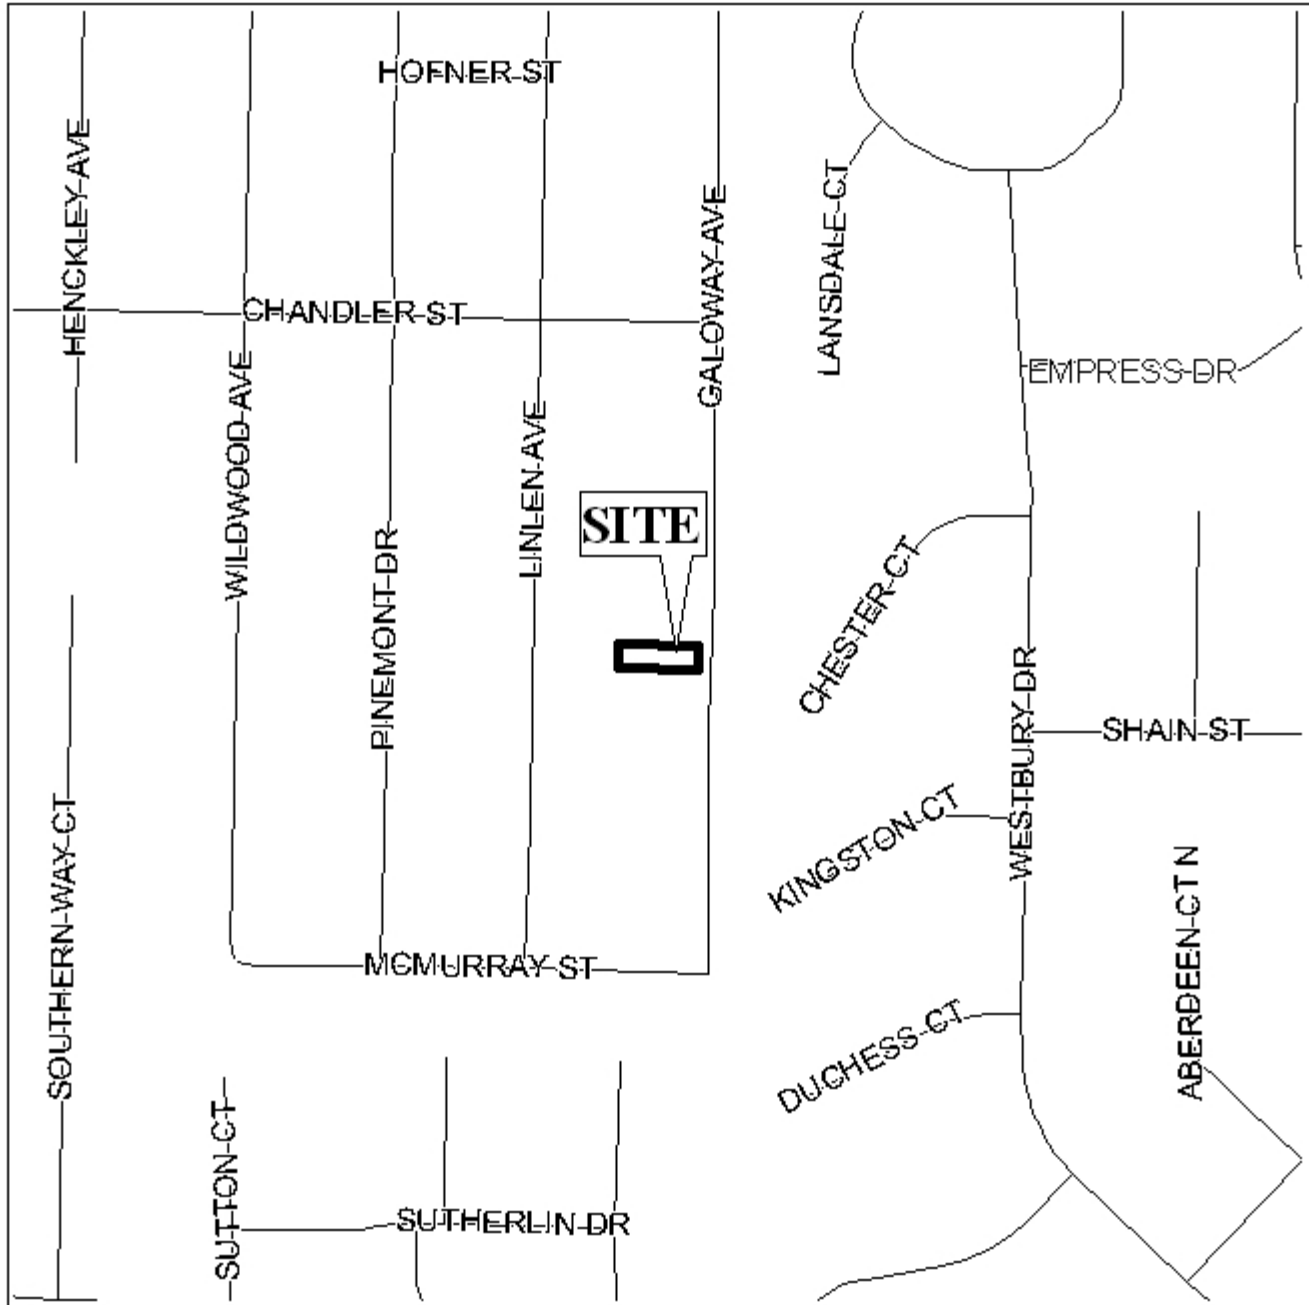 HOFNER ST
HENCKLEY AVE
LANSDALE CT
GALOWAY AVE
CHANDLER ST
EMPRESS DR
WILDWOOD AVE
LINLEN AVE
SITE
PINEMONT DR
CHESTER CT
WESTBURY DR
SHAIN ST
KINGSTON CT
SOUTHERN WAY CT
ABERDEEN CT N
MCMURRAY ST
DUCHESS CT
SUTTON CT
SUTHERLIN DR